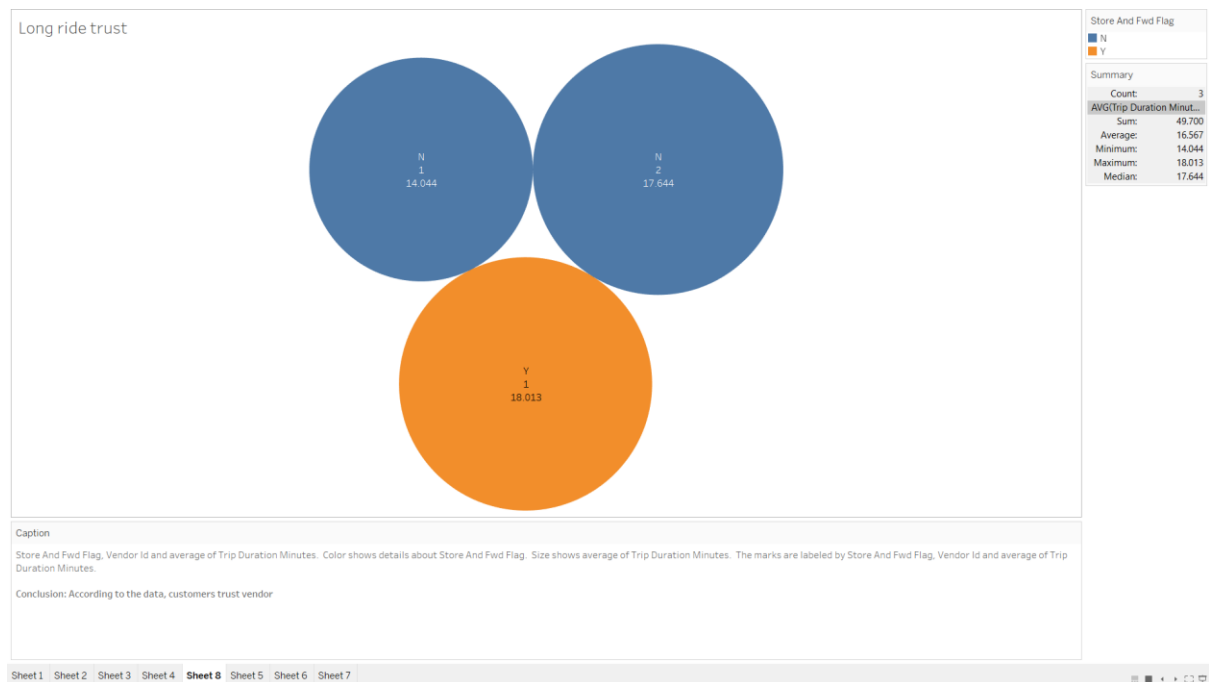 Long ride trust
N
1
14.044
N
2
17.644
Y
1
18.013
Store And Fwd Flag
N
Y
Summary
Count: 3
AVG(Trip Duration Minut...
Sum: 49.700
Average: 16.567
Minimum: 14.044
Maximum: 18.013
Median: 17.644
Caption
Store And Fwd Flag, Vendor Id and average of Trip Duration Minutes. Color shows details about Store And Fwd Flag. Size shows average of Trip Duration Minutes. The marks are labeled by Store And Fwd Flag, Vendor Id and average of Trip
Duration Minutes.
Conclusion: According to the data, customers trust vendor
Sheet 1 Sheet 2 Sheet 3 Sheet 4 Sheet 8 Sheet 5 Sheet 6 Sheet 7